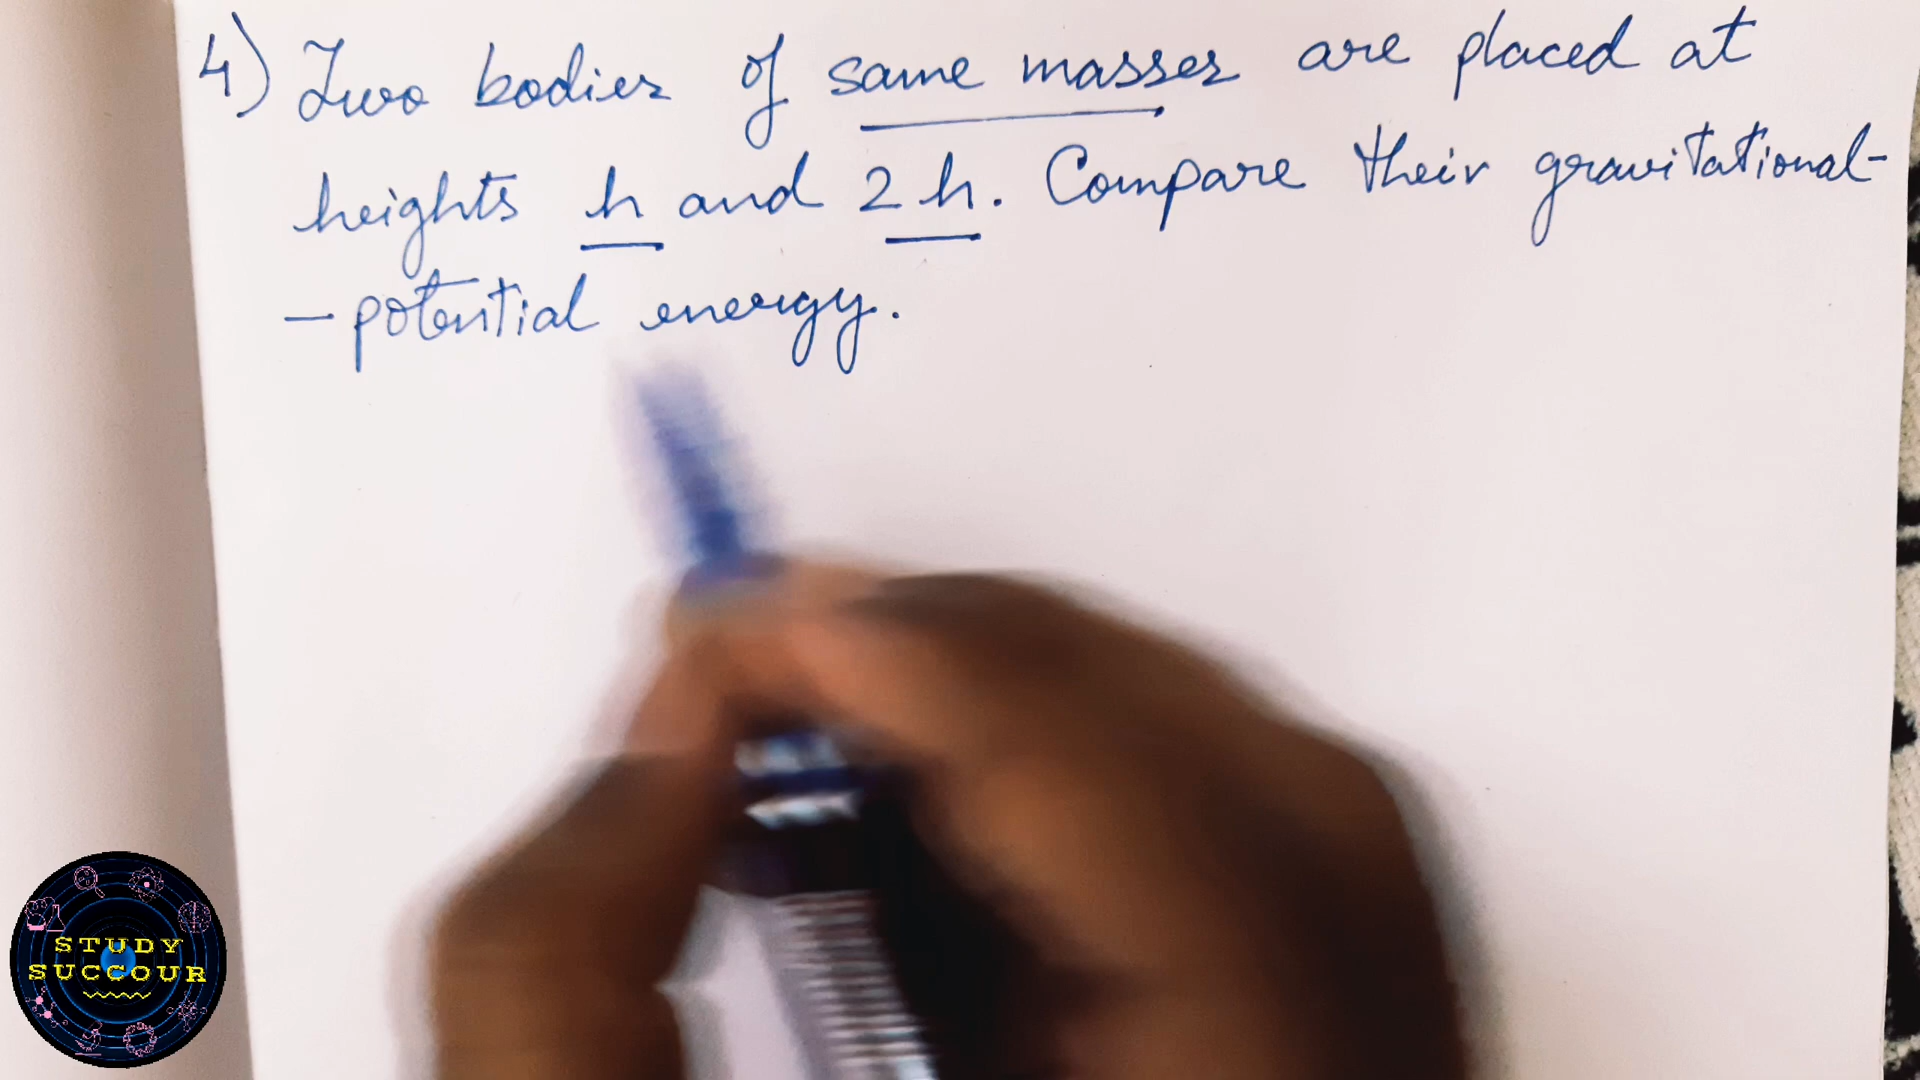 4) Two bodies of same masses are placed at
heights h and 2h. Compare their gravitational-
- potential energy.
STUDY
SUCCOUR